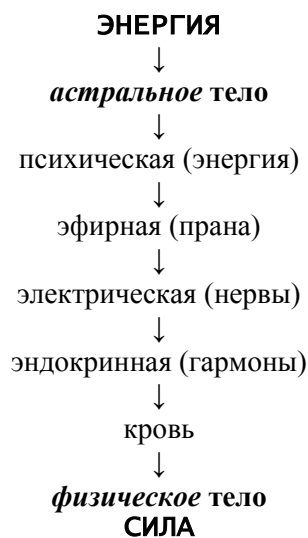 ЭНЕРГИЯ
↓
астральное тело
↓
психическая (энергия)
↓
эфирная (прана)
↓
электрическая (нервы)
↓
эндокринная (гармоны)
↓
кровь
↓
физическое тело
СИЛА